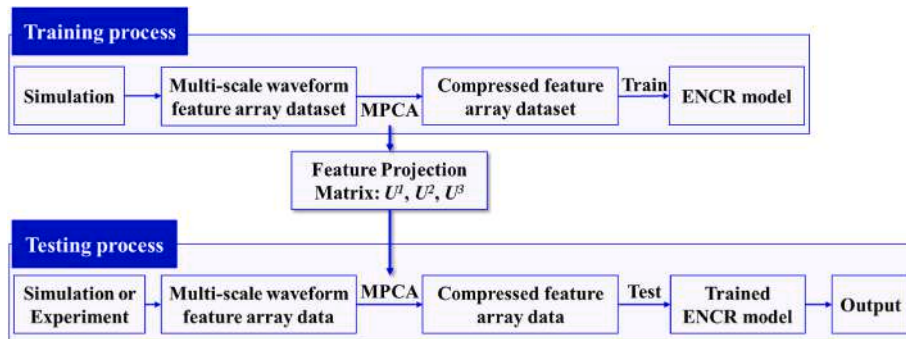 Training process
Simulation
Multi-scale waveform
feature array dataset
MPCA
Compressed feature
array dataset
Train
ENCR model
Feature Projection
Matrix: U¹, U², U³
Testing process
Simulation or
Experiment
Multi-scale waveform
feature array data
MPCA
Compressed feature
array data
Test
Trained
ENCR model
Output